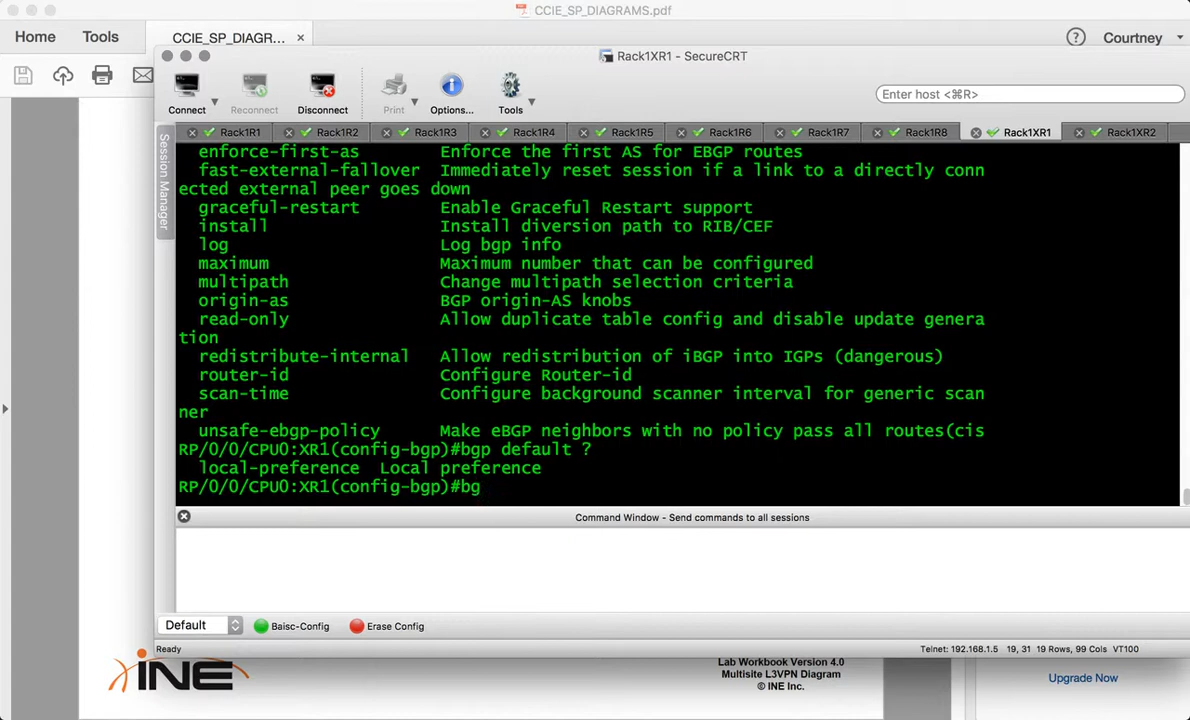 CCIE_SP_DIAGRAMS.pdf
Home Tools CCIE_SP_DIAGR... × ? Courtney
Rack1XR1 - SecureCRT
Connect Reconnect Disconnect Print Options... Tools Enter host <⌘R>
Rack1R1 Rack1R2 Rack1R3 Rack1R4 Rack1R5 Rack1R6 Rack1R7 Rack1R8 Rack1XR1 Rack1XR2
Session Manager
enforce-first-as Enforce the first AS for EBGP routes
fast-external-fallover Immediately reset session if a link to a directly conn
ected external peer goes down
graceful-restart Enable Graceful Restart support
install Install diversion path to RIB/CEF
log Log bgp info
maximum Maximum number that can be configured
multipath Change multipath selection criteria
origin-as BGP origin-AS knobs
read-only Allow duplicate table config and disable update genera
tion
redistribute-internal Allow redistribution of iBGP into IGPs (dangerous)
router-id Configure Router-id
scan-time Configure background scanner interval for generic scan
ner
unsafe-ebgp-policy Make eBGP neighbors with no policy pass all routes(cis
RP/0/0/CPU0:XR1(config-bgp)#bgp default ?
local-preference Local preference
RP/0/0/CPU0:XR1(config-bgp)#bg
Command Window - Send commands to all sessions
Default Baisc-Config Erase Config
Ready Telnet: 192.168.1.5 19, 31 19 Rows, 99 Cols VT100
INE
Lab Workbook Version 4.0
Multisite L3VPN Diagram
© INE Inc.
Upgrade Now